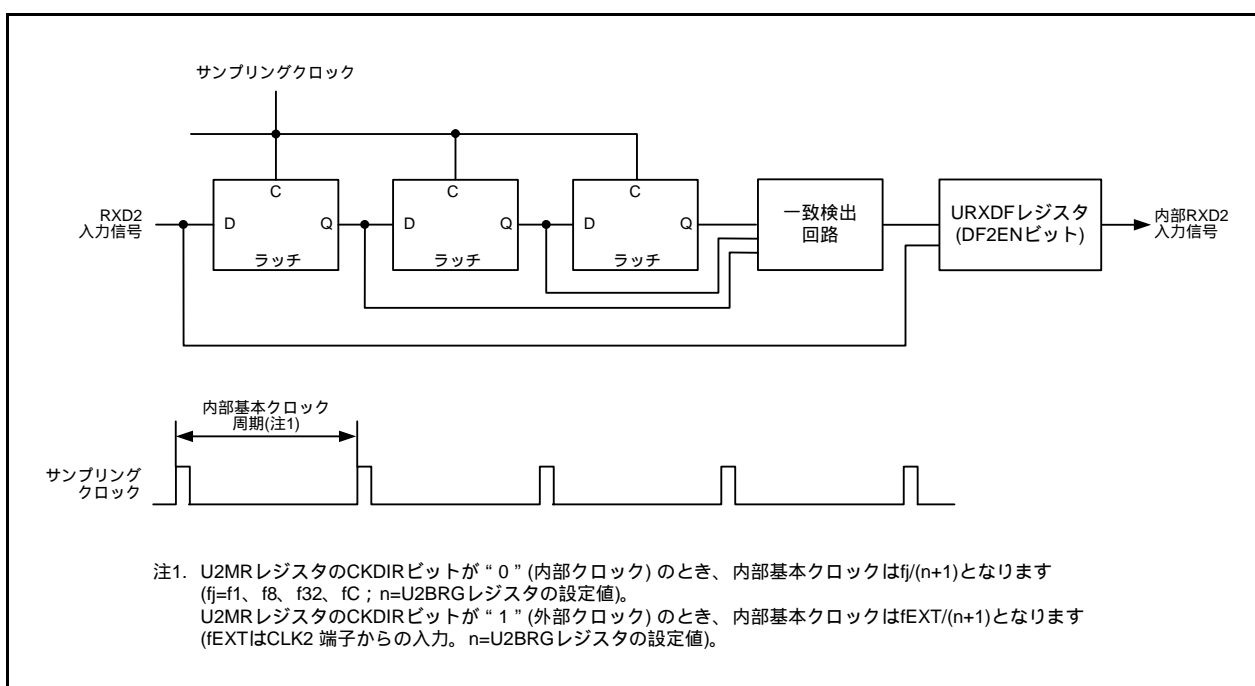 サンプリングクロック
C
C
C
RXD2
入力信号
D
Q
D
Q
D
Q
ラッチ
ラッチ
ラッチ
一致検出
回路
URXDFレジスタ
(DF2ENビット)
内部RXD2
入力信号
内部基本クロック
周期(注1)
サンプリング
クロック
注1. U2MRレジスタのCKDIRビットが“0”(内部クロック) のとき、内部基本クロックはfj/(n+1)となります
(fj=f1、f8、f32、fC ; n=U2BRGレジスタの設定値)。
U2MRレジスタのCKDIRビットが“1”(外部クロック) のとき、内部基本クロックはfEXT/(n+1)となります
(fEXTはCLK2 端子からの入力。n=U2BRGレジスタの設定値)。